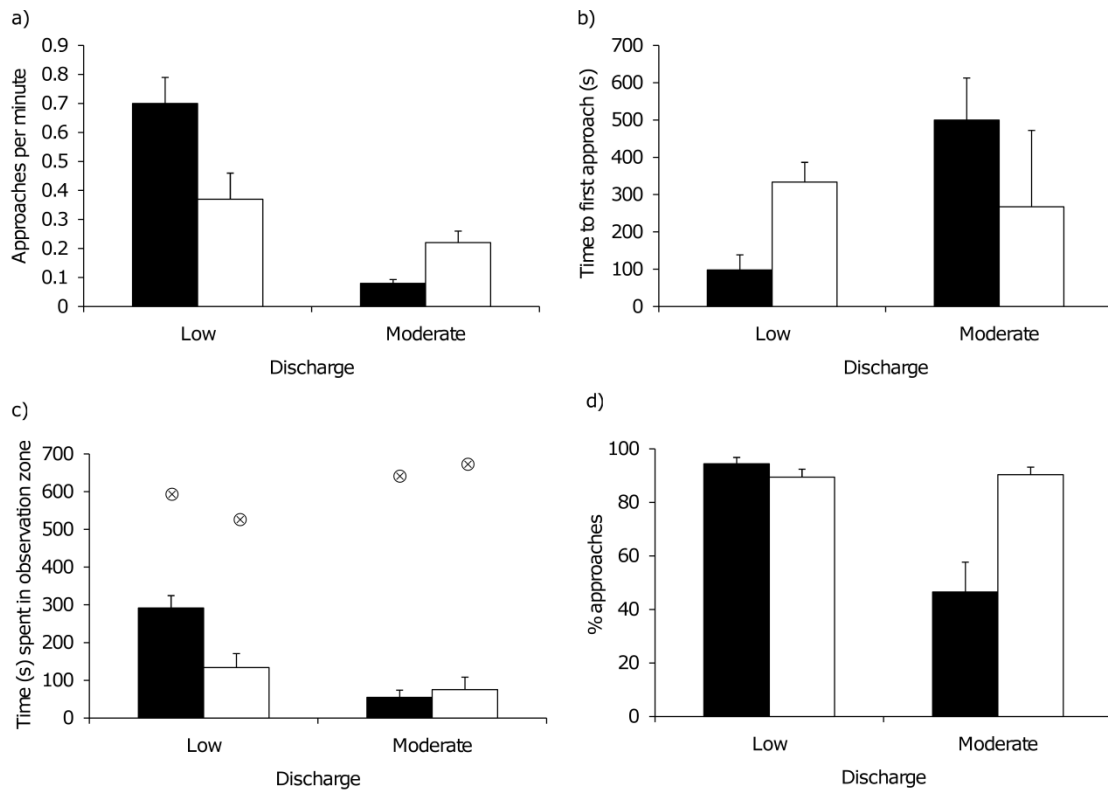 a)
Approaches per minute
0.9
0.8
0.7
0.6
0.5
0.4
0.3
0.2
0.1
0
Low Moderate
Discharge
b)
Time to first approach (s)
700
600
500
400
300
200
100
0
Low Moderate
Discharge
c)
Time (s) spent in observation zone
700
600
500
400
300
200
100
0
Low Moderate
Discharge
d)
% approaches
100
80
60
40
20
0
Low Moderate
Discharge